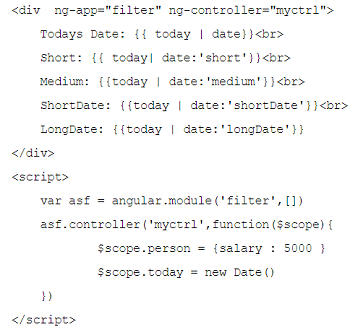 <div  ng-app="filter" ng-controller="myctrl">
    Todays Date: {{ today | date}}<br>
    Short: {{ today| date:'short'}}<br>
    Medium: {{today | date:'medium'}}<br>
    ShortDate: {{today | date:'shortDate'}}<br>
    LongDate: {{today | date:'longDate'}}
</div>
<script>
    var asf = angular.module('filter',[])
    asf.controller('myctrl',function($scope){
            $scope.person = {salary : 5000 }
            $scope.today = new Date()
    })
</script>